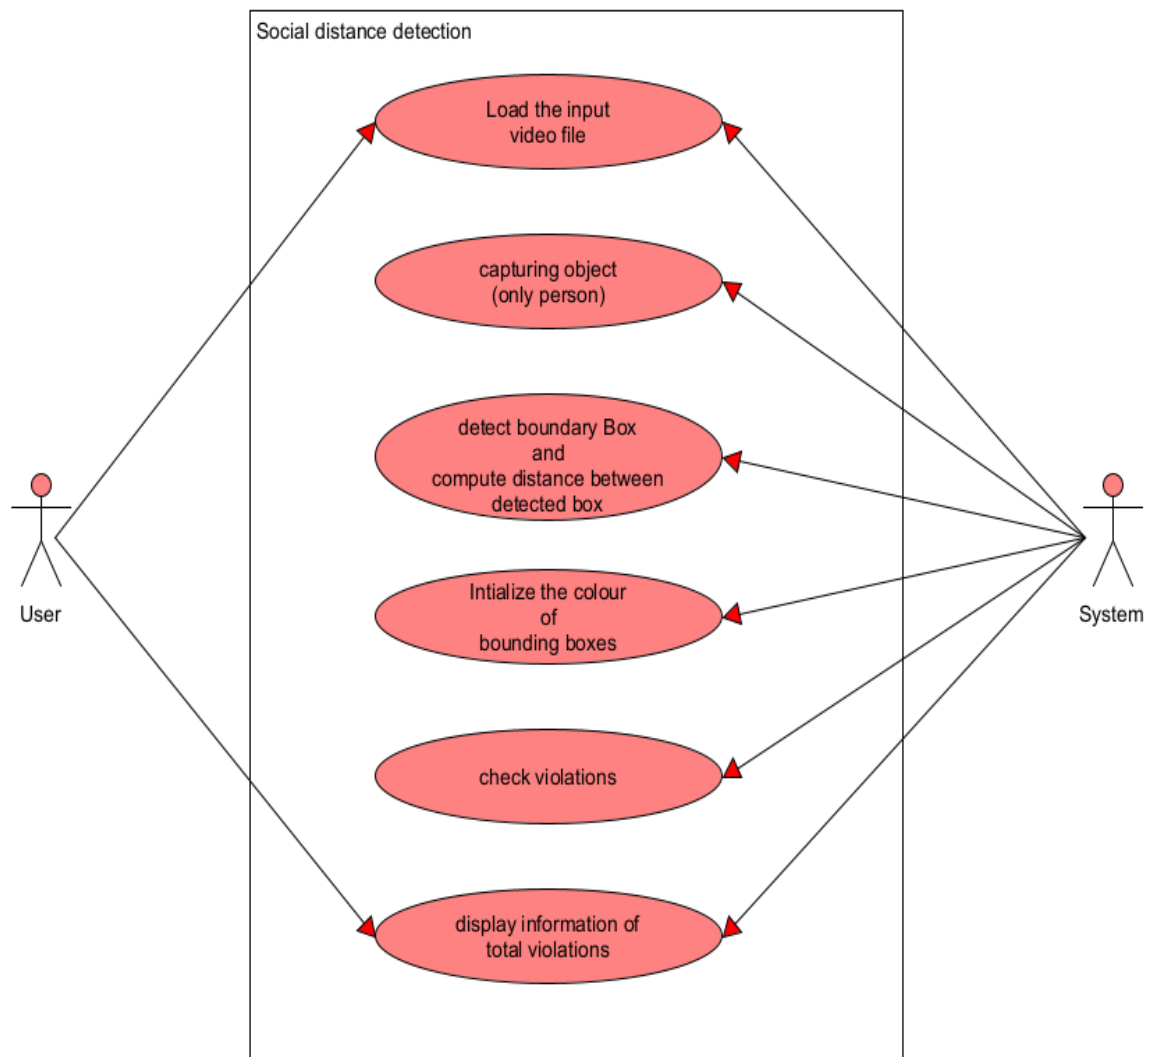 Social distance detection
Load the input
video file
capturing object
(only person)
detect boundary Box
and
compute distance between
detected box
Intialize the colour
of
bounding boxes
check violations
display information of
total violations
User
System